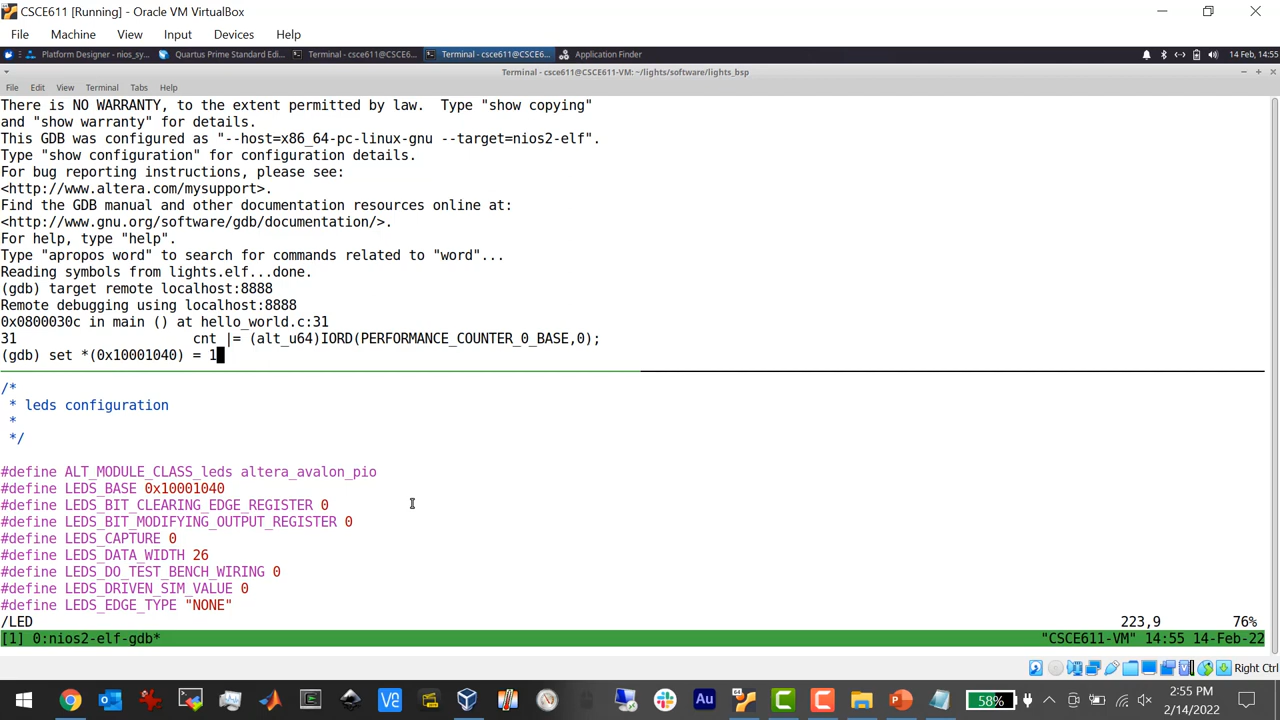 CSCE611 [Running] - Oracle VM VirtualBox
File Machine View Input Devices Help
Platform Designer - nios_sy... Quartus Prime Standard Edi... Terminal - csce611@CSCE6... Terminal - csce611@CSCE6... Application Finder 14 Feb, 14:55
Terminal - csce611@CSCE611-VM: ~/lights/software/lights_bsp
File Edit View Terminal Tabs Help
There is NO WARRANTY, to the extent permitted by law.  Type "show copying"
and "show warranty" for details.
This GDB was configured as "--host=x86_64-pc-linux-gnu --target=nios2-elf".
Type "show configuration" for configuration details.
For bug reporting instructions, please see:
<http://www.altera.com/mysupport>.
Find the GDB manual and other documentation resources online at:
<http://www.gnu.org/software/gdb/documentation/>.
For help, type "help".
Type "apropos word" to search for commands related to "word"...
Reading symbols from lights.elf...done.
(gdb) target remote localhost:8888
Remote debugging using localhost:8888
0x0800030c in main () at hello_world.c:31
31                      cnt |= (alt_u64)IORD(PERFORMANCE_COUNTER_0_BASE,0);
(gdb) set *(0x10001040) = 1
/*
 * leds configuration
 *
 */
#define ALT_MODULE_CLASS_leds altera_avalon_pio
#define LEDS_BASE 0x10001040
#define LEDS_BIT_CLEARING_EDGE_REGISTER 0
#define LEDS_BIT_MODIFYING_OUTPUT_REGISTER 0
#define LEDS_CAPTURE 0
#define LEDS_DATA_WIDTH 26
#define LEDS_DO_TEST_BENCH_WIRING 0
#define LEDS_DRIVEN_SIM_VALUE 0
#define LEDS_EDGE_TYPE "NONE"
/LED 223,9 76%
[1] 0:nios2-elf-gdb* "CSCE611-VM" 14:55 14-Feb-22
Right Ctrl
Au 58% 2:55 PM
2/14/2022